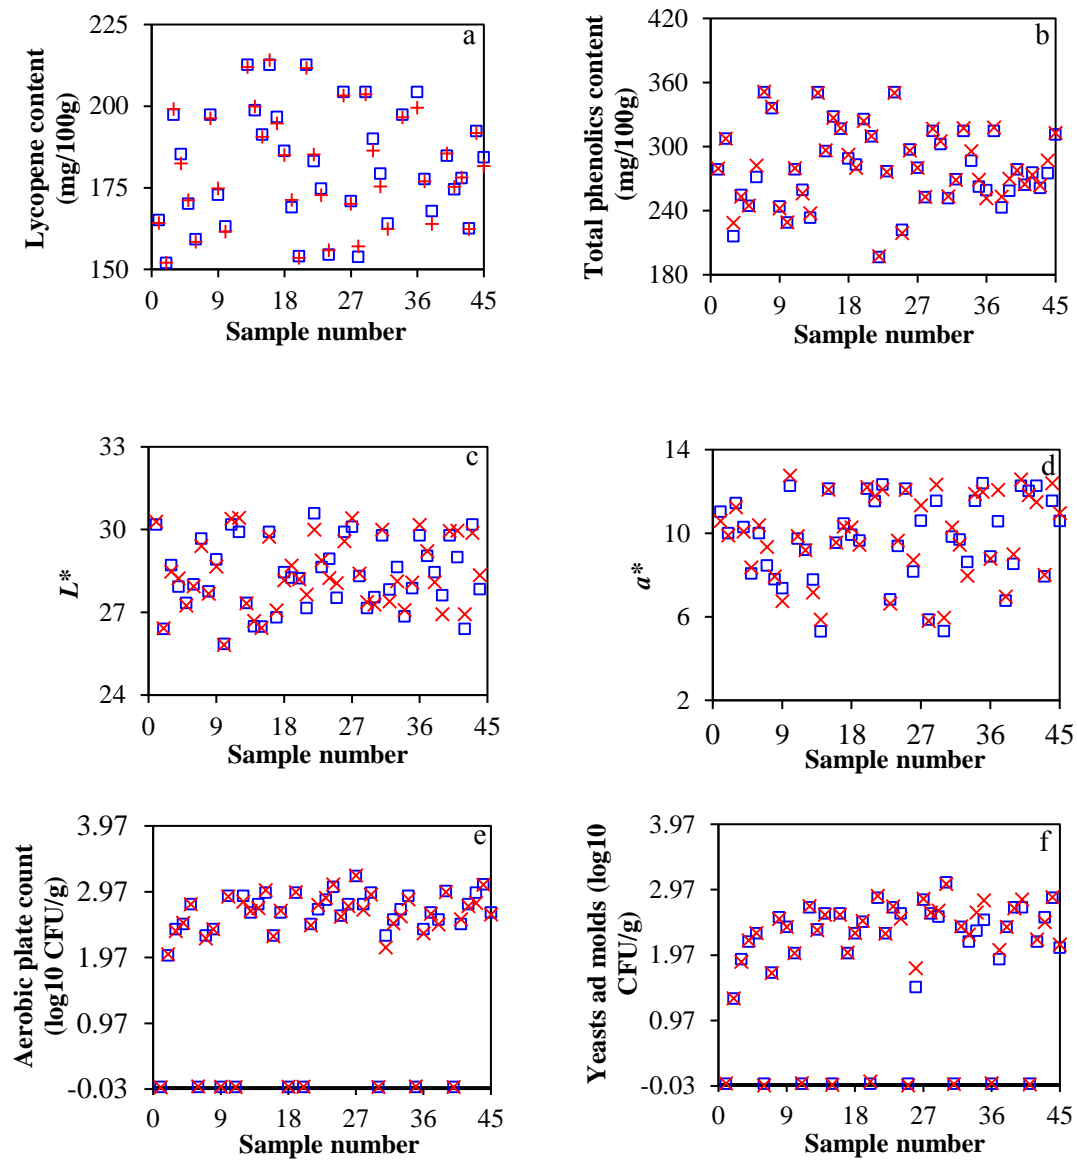 a
Lycopene content
(mg/100g)
225
200
175
150
0 9 18 27 36 45
Sample number
b
Total phenolics content
(mg/100g)
420
360
300
240
180
0 9 18 27 36 45
Sample number
c
L*
33
30
27
24
0 9 18 27 36 45
Sample number
d
a*
14
10
6
2
0 9 18 27 36 45
Sample number
e
Aerobic plate count
(log10 CFU/g)
3.97
2.97
1.97
0.97
-0.03
0 9 18 27 36 45
Sample number
f
Yeasts ad molds (log10
CFU/g)
3.97
2.97
1.97
0.97
-0.03
0 9 18 27 36 45
Sample number